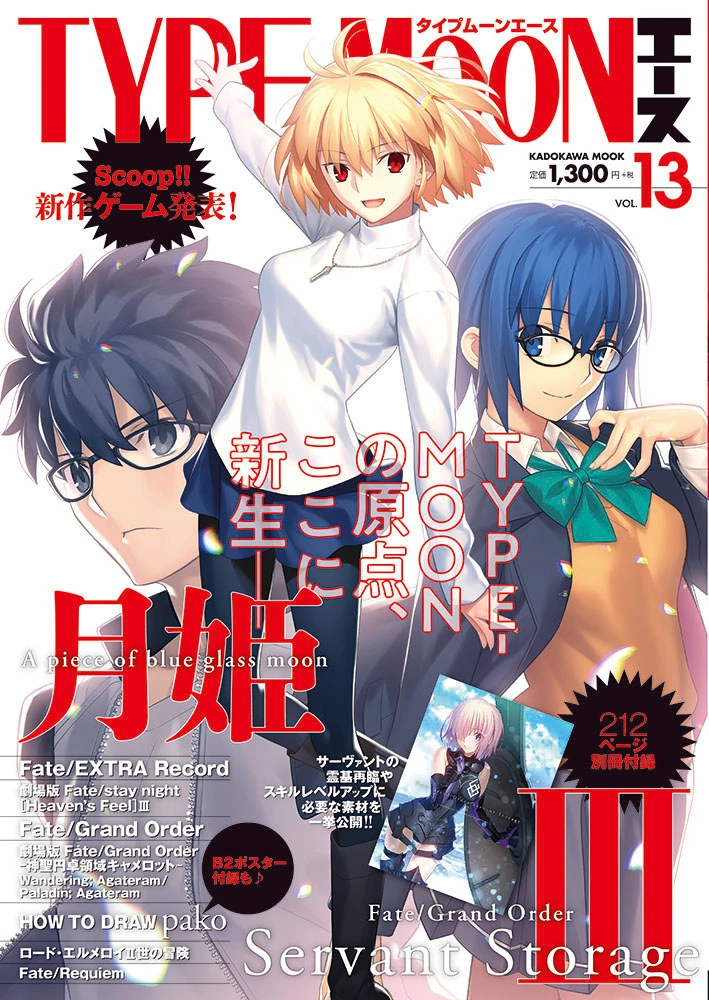 TYPE-MOON
タイプムーンエース
エース
KADOKAWA MOOK
定価1,300円+税
VOL.13
Scoop!!
新作ゲーム発表!
TYPE-
MOON
の原点、
ここに
新生——
月姫
A piece of blue glass moon
212
ページ
別冊付録
サーヴァントの
霊基再臨や
スキルレベルアップに
必要な素材を
一挙公開!!
III
Fate/Grand Order
Servant Storage
Fate/EXTRA Record
劇場版 Fate/stay night
[Heaven's Feel]III
Fate/Grand Order
劇場版 Fate/Grand Order
-神聖円卓領域キャメロット-
Wandering; Agateram/
Paladin; Agateram
B2ポスター
付録も♪
HOW TO DRAW pako
ロード・エルメロイII世の冒険
Fate/Requiem